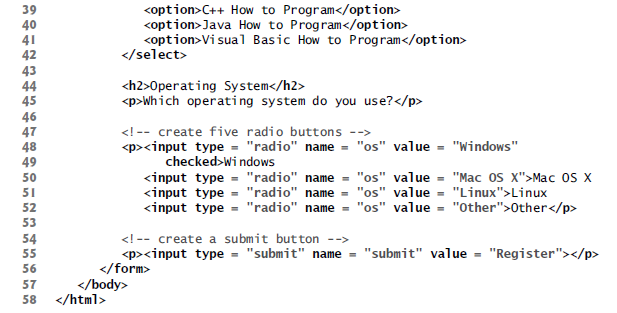 39 <option>C++ How to Program</option>
40 <option>Java How to Program</option>
41 <option>Visual Basic How to Program</option>
42 </select>
43
44 <h2>Operating System</h2>
45 <p>Which operating system do you use?</p>
46
47 <!-- create five radio buttons -->
48 <p><input type = "radio" name = "os" value = "Windows"
49 checked>Windows
50 <input type = "radio" name = "os" value = "Mac OS X">Mac OS X
51 <input type = "radio" name = "os" value = "Linux">Linux
52 <input type = "radio" name = "os" value = "Other">Other</p>
53
54 <!-- create a submit button -->
55 <p><input type = "submit" name = "submit" value = "Register"></p>
56 </form>
57 </body>
58 </html>